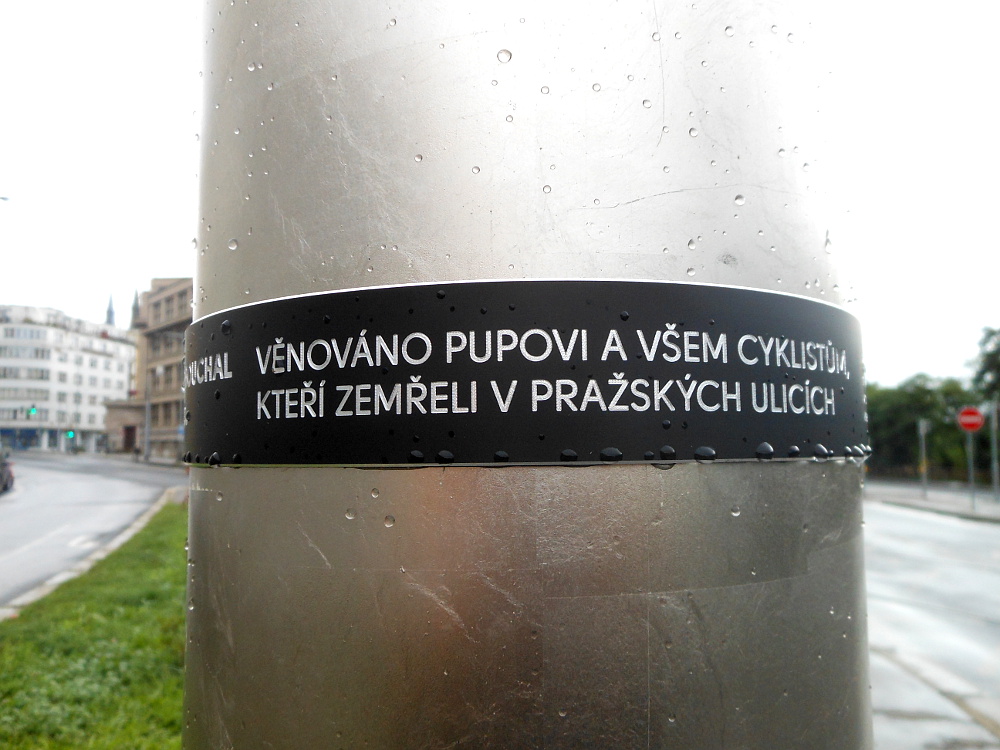 VĚNOVÁNO PUPOVI A VŠEM CYKLISTŮM,
KTEŘÍ ZEMŘELI V PRAŽSKÝCH ULICÍCH